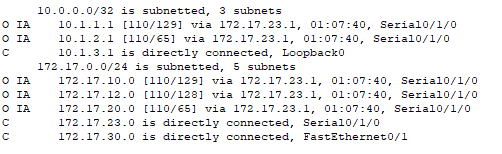 10.0.0.0/32 is subnetted, 3 subnets
O IA 10.1.1.1 [110/129] via 172.17.23.1, 01:07:40, Serial0/1/0
O IA 10.1.2.1 [110/65] via 172.17.23.1, 01:07:40, Serial0/1/0
C 10.1.3.1 is directly connected, Loopback0
172.17.0.0/24 is subnetted, 5 subnets
O IA 172.17.10.0 [110/129] via 172.17.23.1, 01:07:40, Serial0/1/0
O IA 172.17.12.0 [110/128] via 172.17.23.1, 01:07:40, Serial0/1/0
O IA 172.17.20.0 [110/65] via 172.17.23.1, 01:07:40, Serial0/1/0
C 172.17.23.0 is directly connected, Serial0/1/0
C 172.17.30.0 is directly connected, FastEthernet0/1